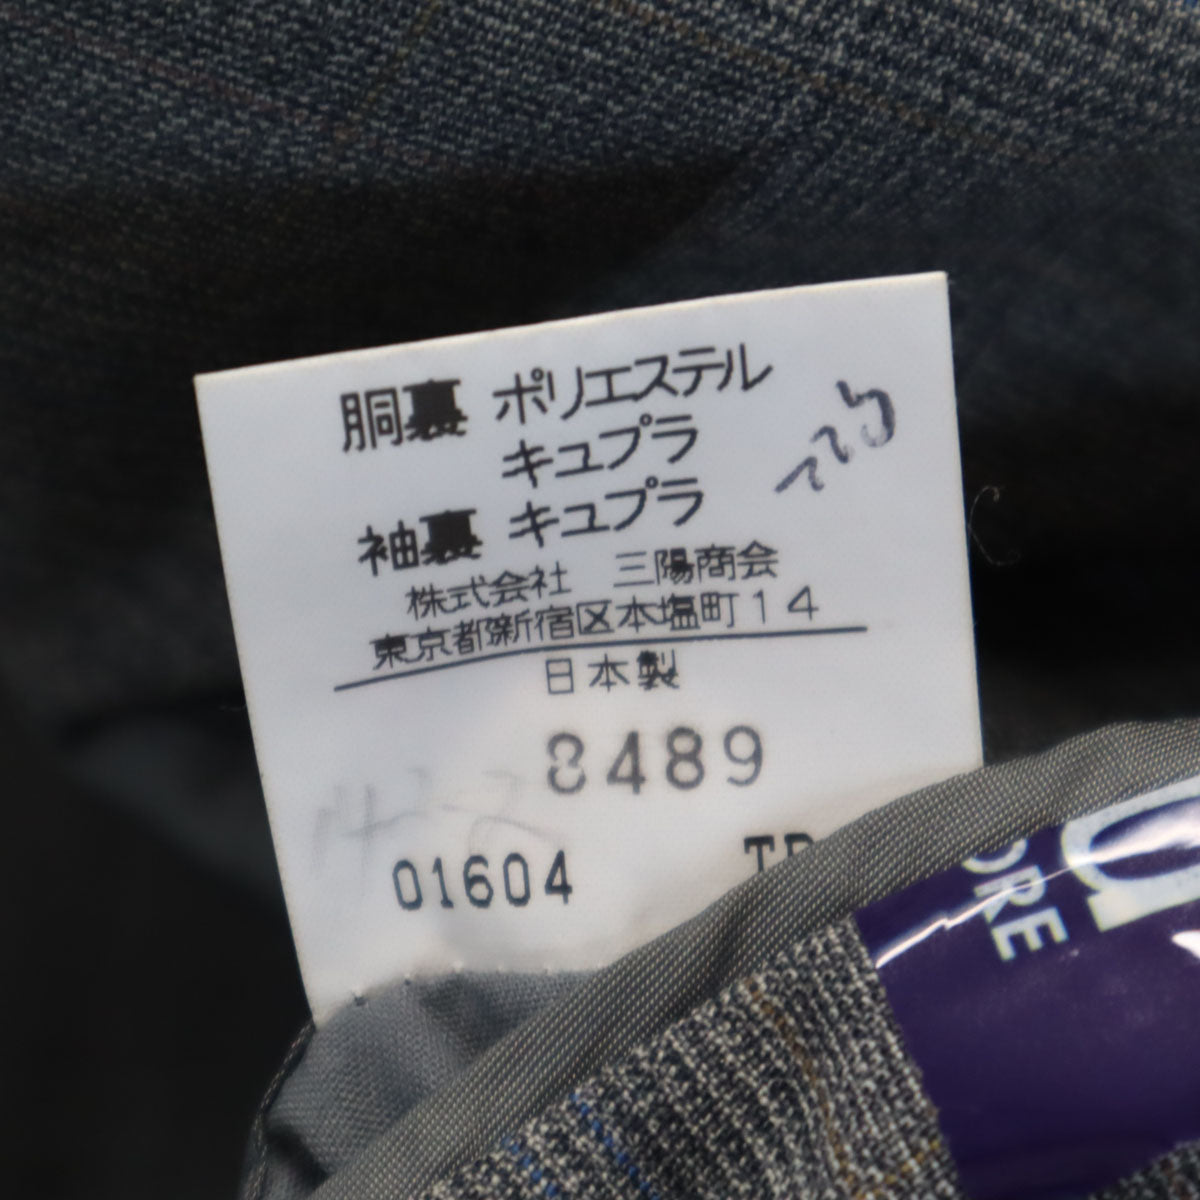 胴裏 ポリエステル
キュプラ
袖裏 キュプラ
株式会社 三陽商会
東京都新宿区本塩町14
日本製
8489
01604
ORE